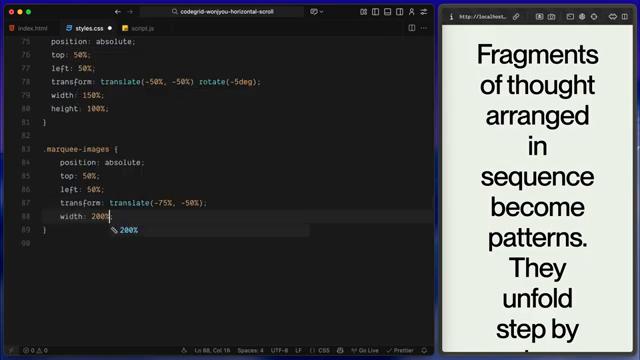 codegrid-wonjyou-horizontal-scroll
index.html
styles.css
script.js
75 position: absolute;
76 top: 50%;
77 left: 50%;
78 transform: translate(-50%, -50%) rotate(-5deg);
79 width: 150%;
80 height: 100%;
81 }
82
83 .marquee-images {
84 position: absolute;
85 top: 50%;
86 left: 50%;
87 transform: translate(-75%, -50%);
88 width: 200%;
200%
89 }
90
0 0
Ln 88, Col 16
Spaces: 4
UTF-8
LF
{} CSS
Go Live
Prettier
http://localhost...
Fragments
of thought
arranged
in
sequence
become
patterns.
They
unfold
step by